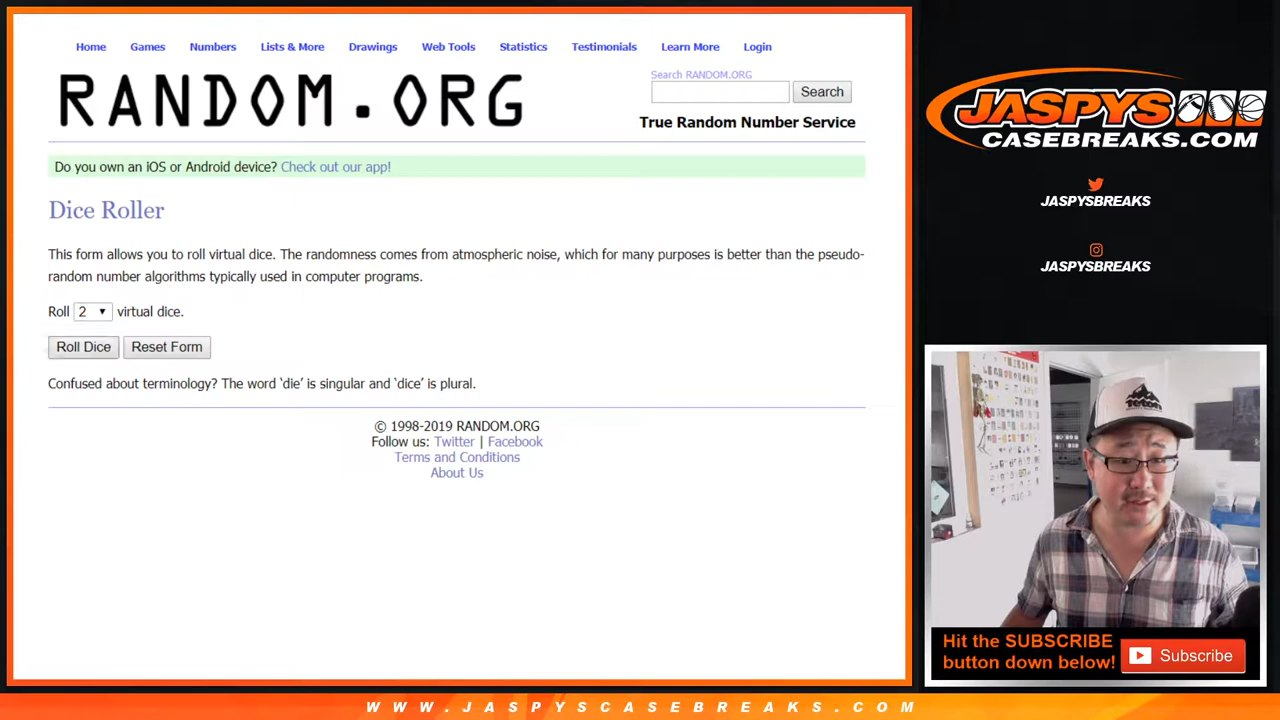 Home Games Numbers Lists & More Drawings Web Tools Statistics Testimonials Learn More Login
RANDOM.ORG
Search RANDOM.ORG
Search
True Random Number Service
Do you own an iOS or Android device? Check out our app!
Dice Roller
This form allows you to roll virtual dice. The randomness comes from atmospheric noise, which for many purposes is better than the pseudo-
random number algorithms typically used in computer programs.
Roll 2 ▼ virtual dice.
Roll Dice Reset Form
Confused about terminology? The word ‘die’ is singular and ‘dice’ is plural.
© 1998-2019 RANDOM.ORG
Follow us: Twitter | Facebook
Terms and Conditions
About Us
JASPYS
CASEBREAKS.COM
JASPYSBREAKS
JASPYSBREAKS
Hit the SUBSCRIBE
button down below!
Subscribe
WWW.JASPYSCASEBREAKS.COM